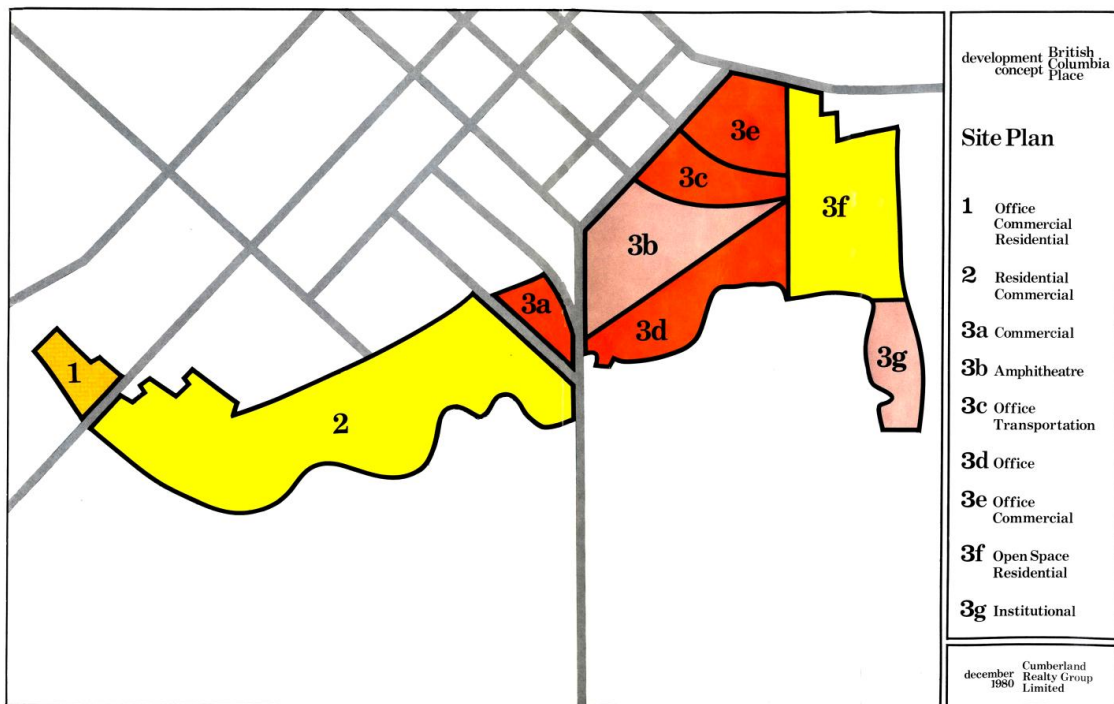 development British
concept Columbia
Place
Site Plan
1 Office
Commercial
Residential
2 Residential
Commercial
3a Commercial
3b Amphitheatre
3c Office
Transportation
3d Office
3e Office
Commercial
3f Open Space
Residential
3g Institutional
december Cumberland
1980 Realty Group
Limited
1
2
3a
3b
3c
3d
3e
3f
3g